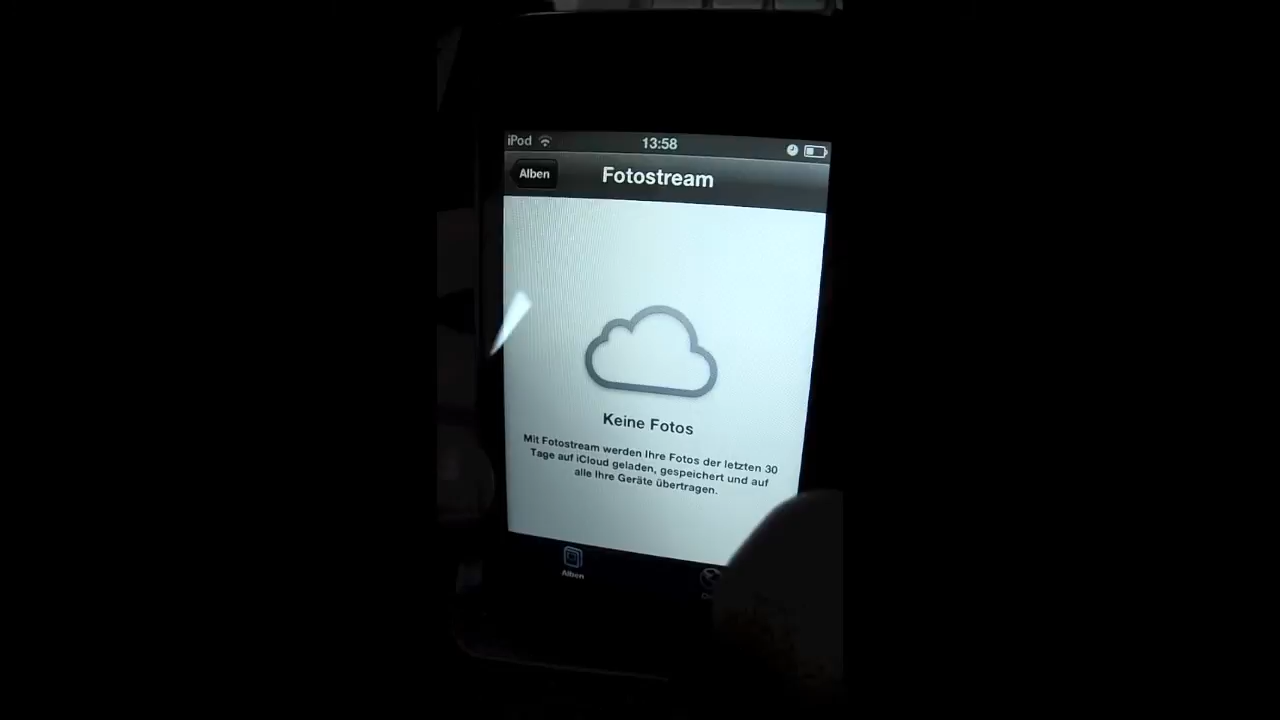 iPod 13:58
Alben Fotostream
Keine Fotos
Mit Fotostream werden Ihre Fotos der letzten 30
Tage auf iCloud geladen, gespeichert und auf
alle Ihre Geräte übertragen.
Alben